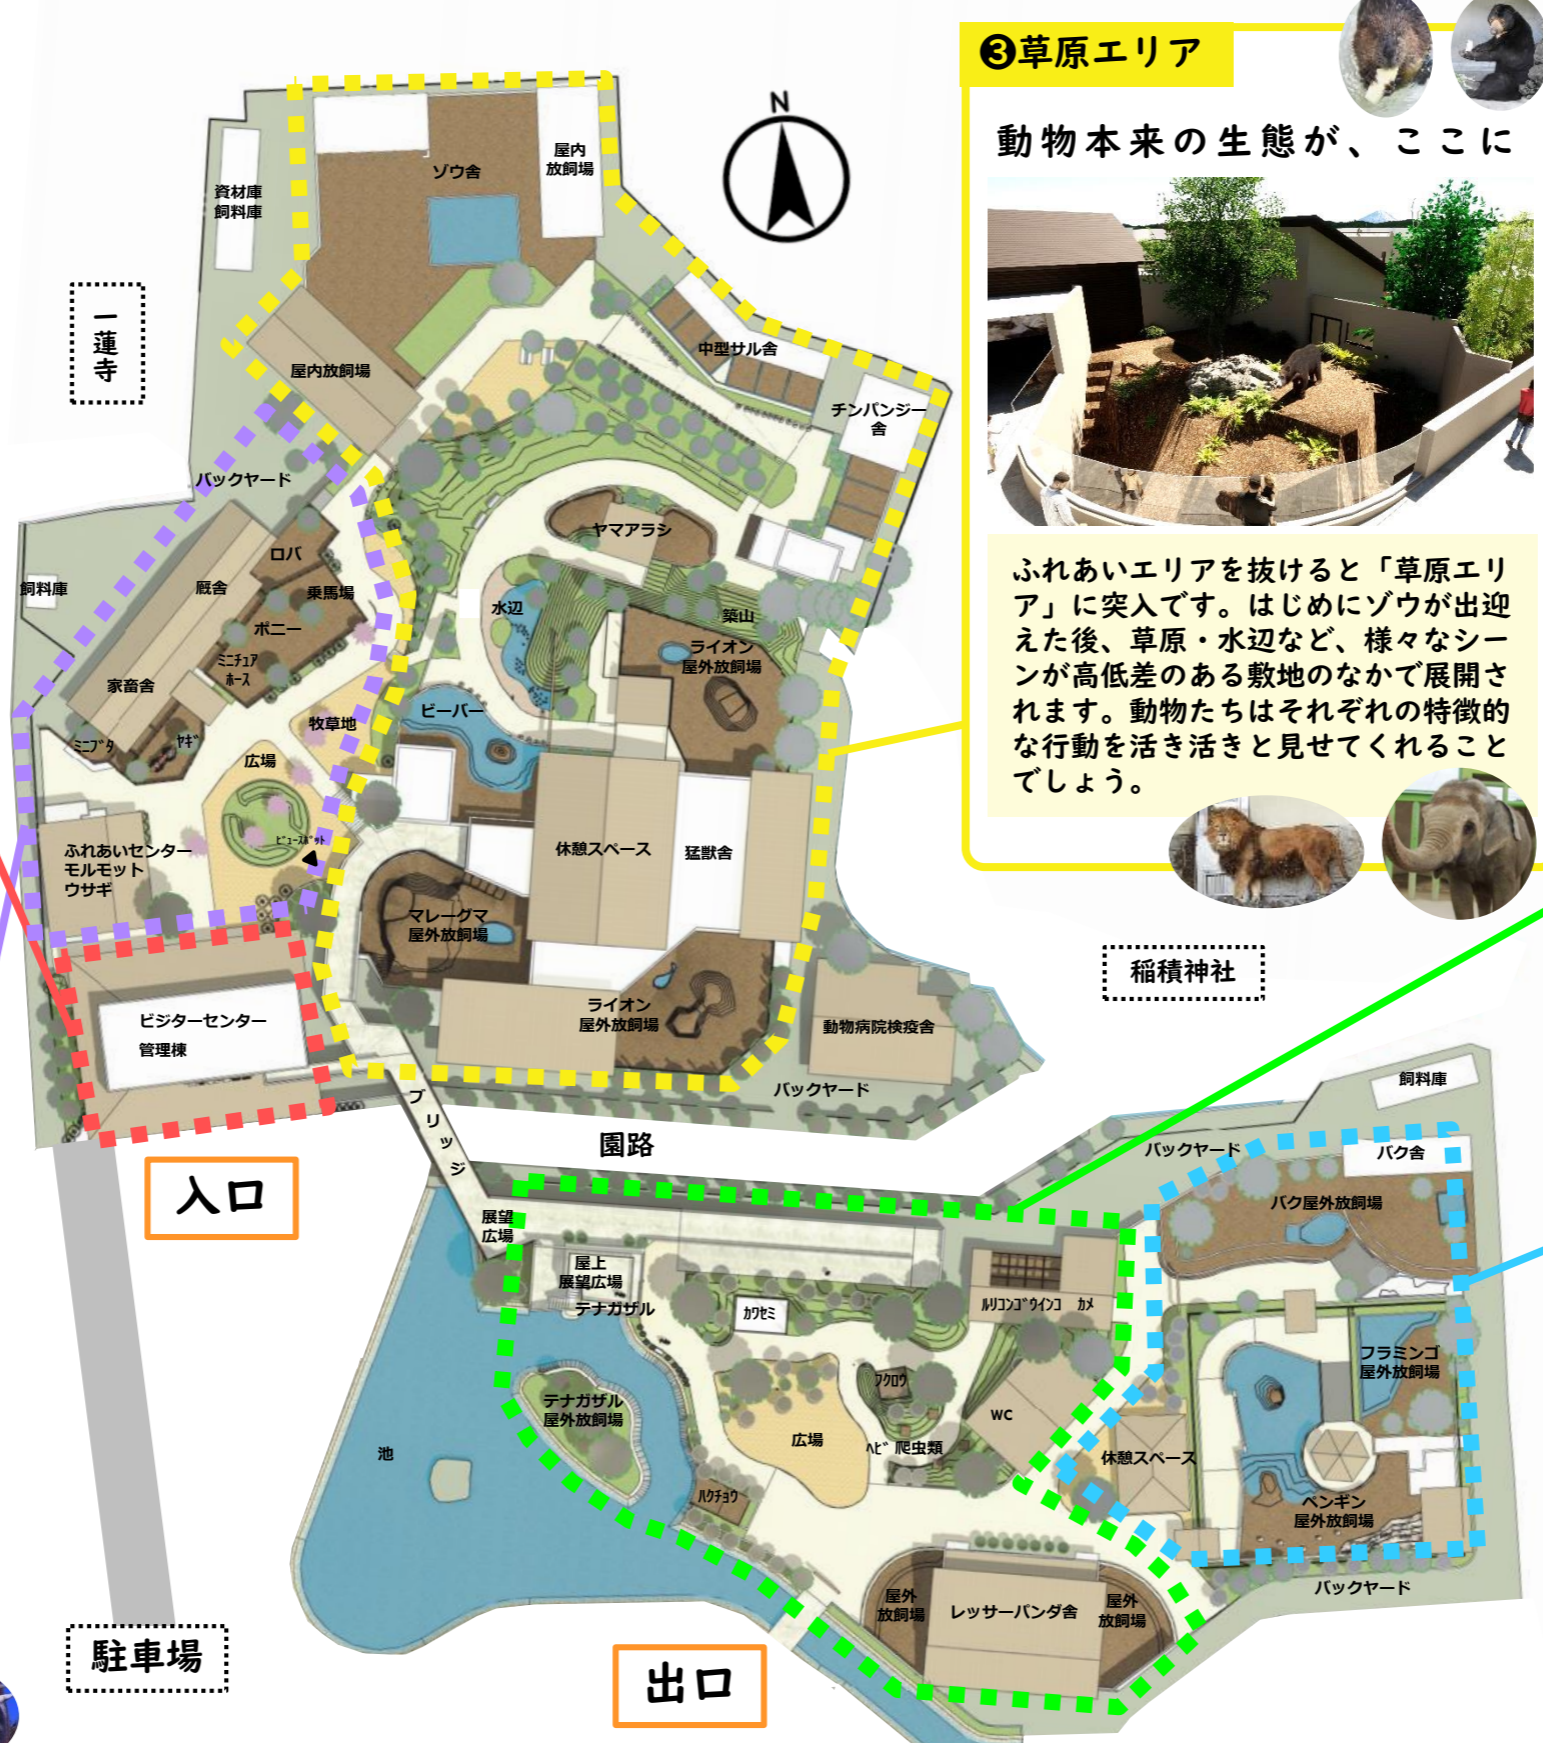 ❸草原エリア
動物本来の生態が、ここに
ふれあいエリアを抜けると「草原エリ
ア」に突入です。はじめにゾウが出迎
えた後、草原・水辺など、様々なシー
ンが高低差のある敷地のなかで展開さ
れます。動物たちはそれぞれの特徴的
な行動を活き活きと見せてくれること
でしょう。
N
ゾウ舎
屋内
放飼場
資材庫
飼料庫
一蓮寺
屋内放飼場
中型サル舎
チンパンジー
舎
バックヤード
ヤマアラシ
ロバ
飼料庫
厩舎
乗馬場
水辺
築山
ポニー
ライオン
屋外放飼場
ミニチュア
ホース
家畜舎
ビーバー
牧草地
ミニブタ
ヤギ
広場
ビュースポット
ふれあいセンター
モルモット
ウサギ
休憩スペース
猛獣舎
マレーグマ
屋外放飼場
稲積神社
ビジターセンター
管理棟
ライオン
屋外放飼場
動物病院検疫舎
バックヤード
ブリッジ
園路
入口
飼料庫
バックヤード
バク舎
バク屋外放飼場
展望
広場
屋上
展望広場
テナガザル
カワセミ
ルリコンゴウインコ カメ
フラミンゴ
屋外放飼場
テナガザル
屋外放飼場
フクロウ
WC
池
広場
ヘビ 爬虫類
休憩スペース
ハクチョウ
ペンギン
屋外放飼場
バックヤード
屋外
放飼場
レッサーパンダ舎
屋外
放飼場
駐車場
出口